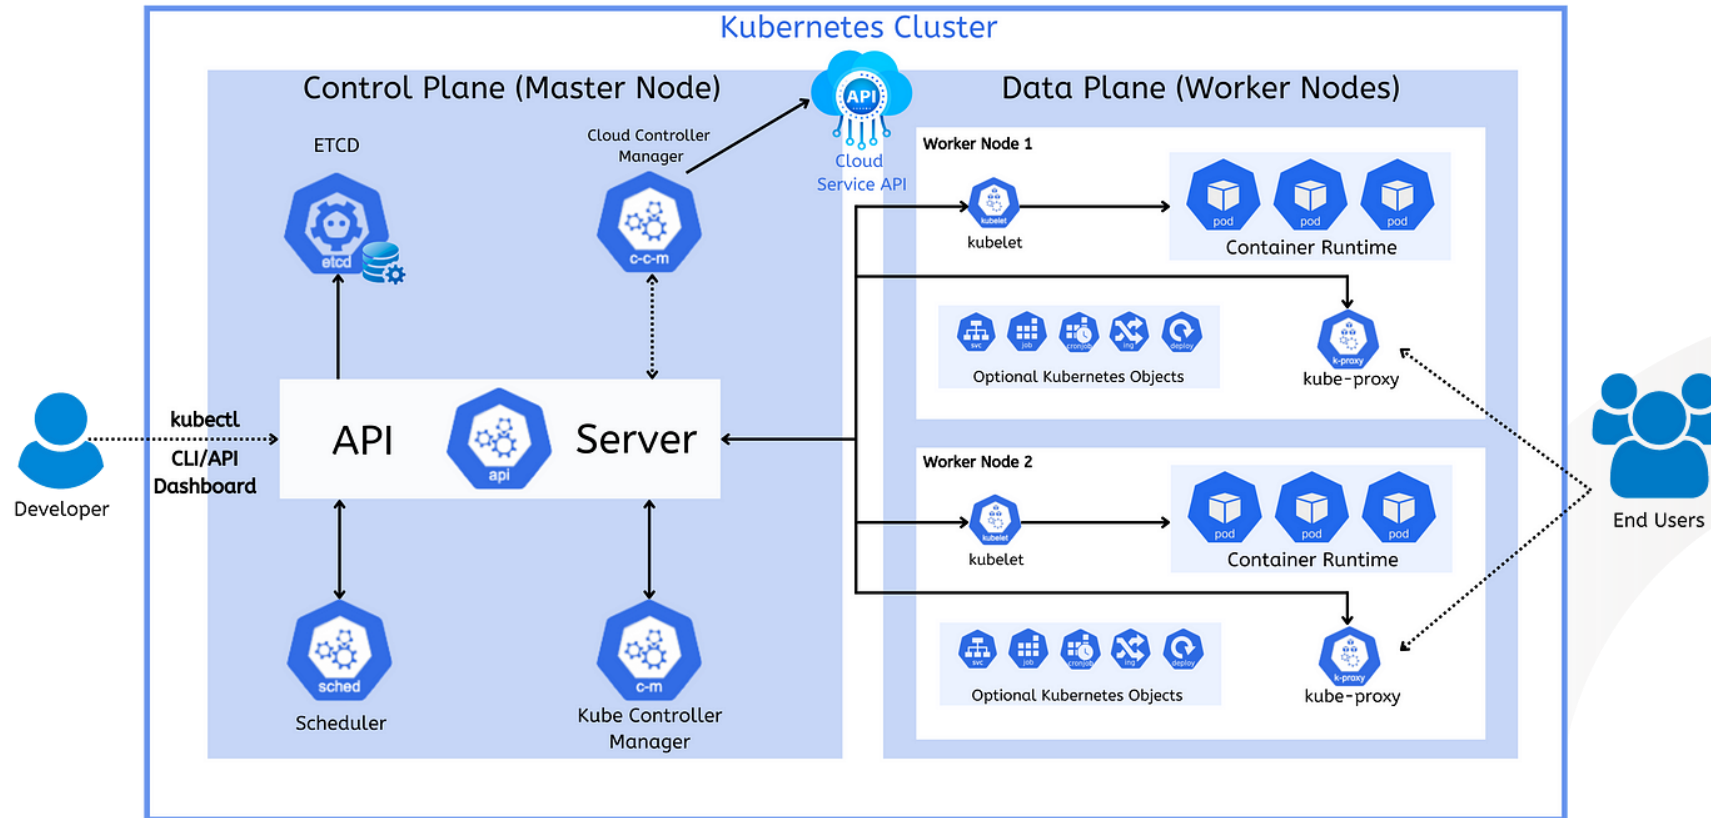 Kubernetes Cluster
Control Plane (Master Node)
ETCD
etcd
Cloud Controller
Manager
c-c-m
API
Cloud
Service API
kubectl
CLI/API
Dashboard
Developer
API
api
Server
sched
Scheduler
c-m
Kube Controller
Manager
Data Plane (Worker Nodes)
Worker Node 1
kubelet
kubelet
pod
pod
pod
Container Runtime
svc
job
cronjob
ing
deploy
Optional Kubernetes Objects
k-proxy
kube-proxy
Worker Node 2
kubelet
kubelet
pod
pod
pod
Container Runtime
svc
job
cronjob
ing
deploy
Optional Kubernetes Objects
k-proxy
kube-proxy
End Users